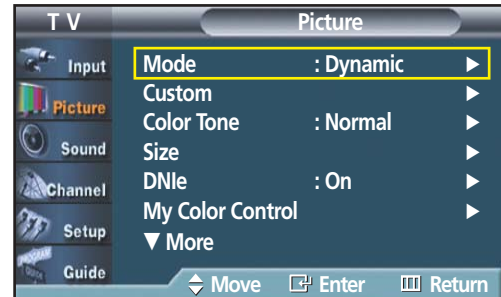 T V
Picture
Input
Picture
Sound
Channel
Setup
Guide
Mode : Dynamic
Custom
Color Tone : Normal
Size
DNIe : On
My Color Control
▼ More
Move Enter Return